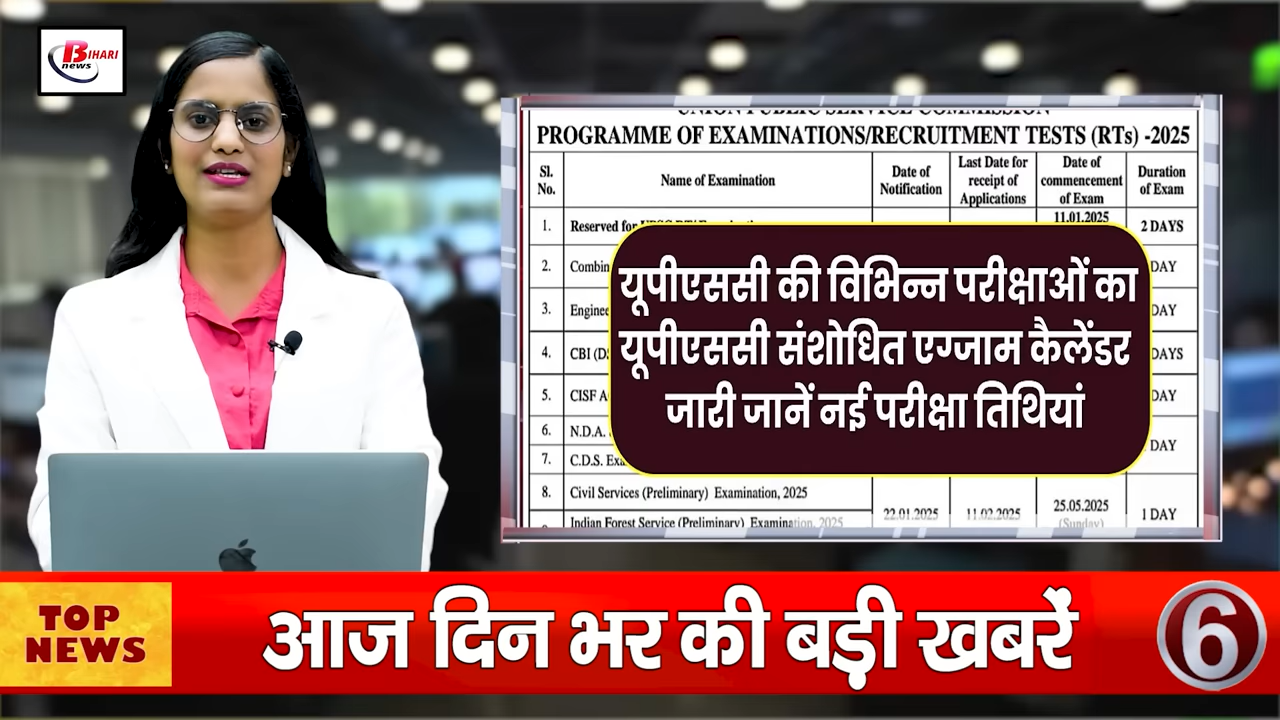 BIHARI
news
UNION PUBLIC SERVICE COMMISSION
PROGRAMME OF EXAMINATIONS/RECRUITMENT TESTS (RTs) -2025
Sl. No. Name of Examination Date of Notification Last Date for receipt of Applications Date of commencement of Exam Duration of Exam
1. Reserved for 11.01.2025 2 DAYS
2. Combin DAY
3. Enginee DAY
4. CBI (DS DAYS
5. CISF A DAY
6. N.D.A.
7. C.D.S. Exa DAY
8. Civil Services (Preliminary) Examination, 2025
22.01.2025 11.02.2025 25.05.2025 (Sunday) 1 DAY
Indian Forest Service (Preliminary) Examination, 2025
यूपीएससी की विभिन्न परीक्षाओं का
यूपीएससी संशोधित एग्जाम कैलेंडर
जारी जानें नई परीक्षा तिथियां
TOP
NEWS
आज दिन भर की बड़ी खबरें
6